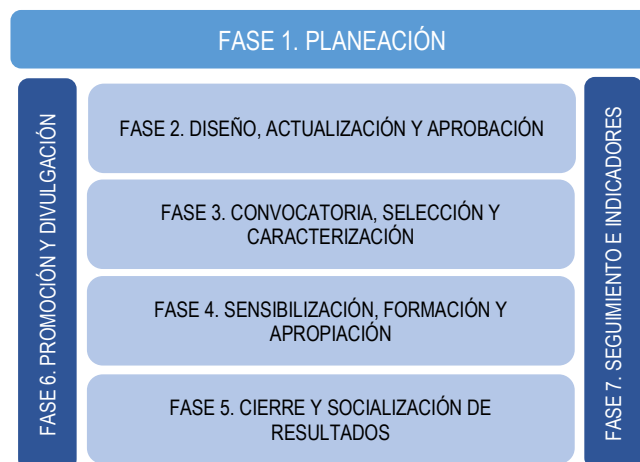 FASE 1. PLANEACIÓN
FASE 6. PROMOCIÓN Y DIVULGACIÓN
FASE 2. DISEÑO, ACTUALIZACIÓN Y APROBACIÓN
FASE 3. CONVOCATORIA, SELECCIÓN Y
CARACTERIZACIÓN
FASE 4. SENSIBILIZACIÓN, FORMACIÓN Y
APROPIACIÓN
FASE 5. CIERRE Y SOCIALIZACIÓN DE
RESULTADOS
FASE 7. SEGUIMIENTO E INDICADORES